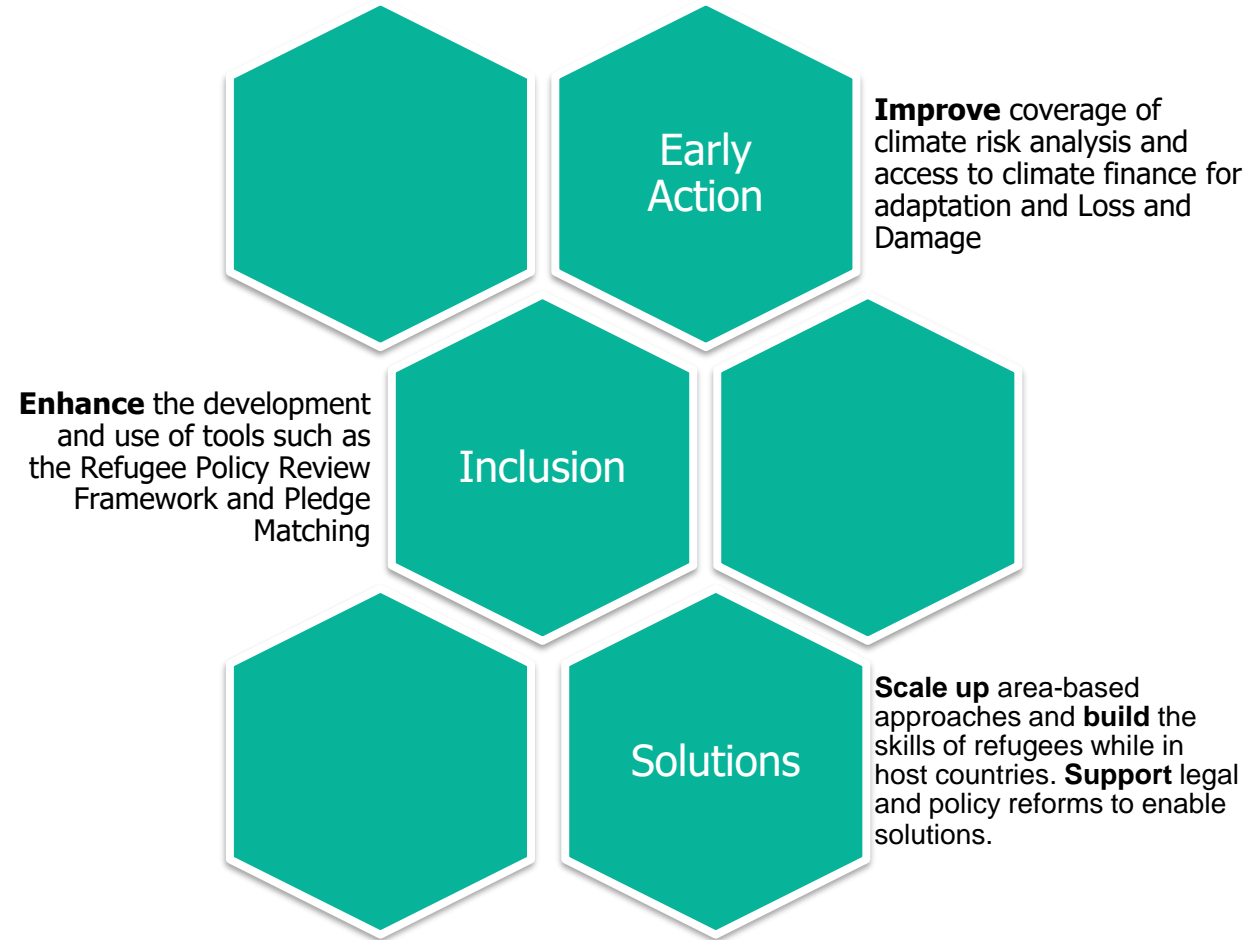 Early
Action
Improve coverage of
climate risk analysis and
access to climate finance for
adaptation and Loss and
Damage
Enhance the development
and use of tools such as
the Refugee Policy Review
Framework and Pledge
Matching
Inclusion
Solutions
Scale up area-based
approaches and build the
skills of refugees while in
host countries. Support legal
and policy reforms to enable
solutions.